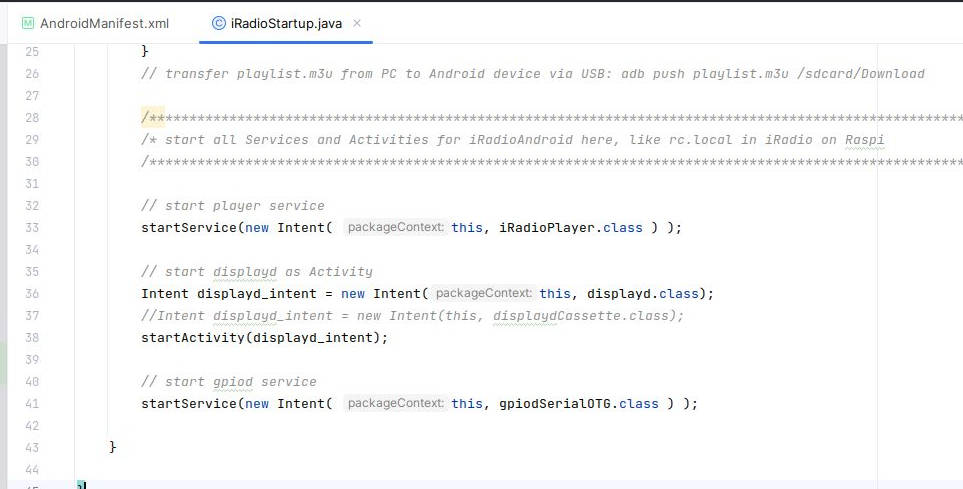 AndroidManifest.xml
iRadioStartup.java
25 }
26 // transfer playlist.m3u from PC to Android device via USB: adb push playlist.m3u /sdcard/Download
27
28 /*******************************************************************************************************
29 /* start all Services and Activities for iRadioAndroid here, like rc.local in iRadio on Raspi
30 /*******************************************************************************************************
31
32 // start player service
33 startService(new Intent( packageContext: this, iRadioPlayer.class ) );
34
35 // start displayd as Activity
36 Intent displayd_intent = new Intent( packageContext: this, displayd.class);
37 //Intent displayd_intent = new Intent(this, displaydCassette.class);
38 startActivity(displayd_intent);
39
40 // start gpiod service
41 startService(new Intent( packageContext: this, gpiodSerialOTG.class ) );
42
43 }
44
45 }